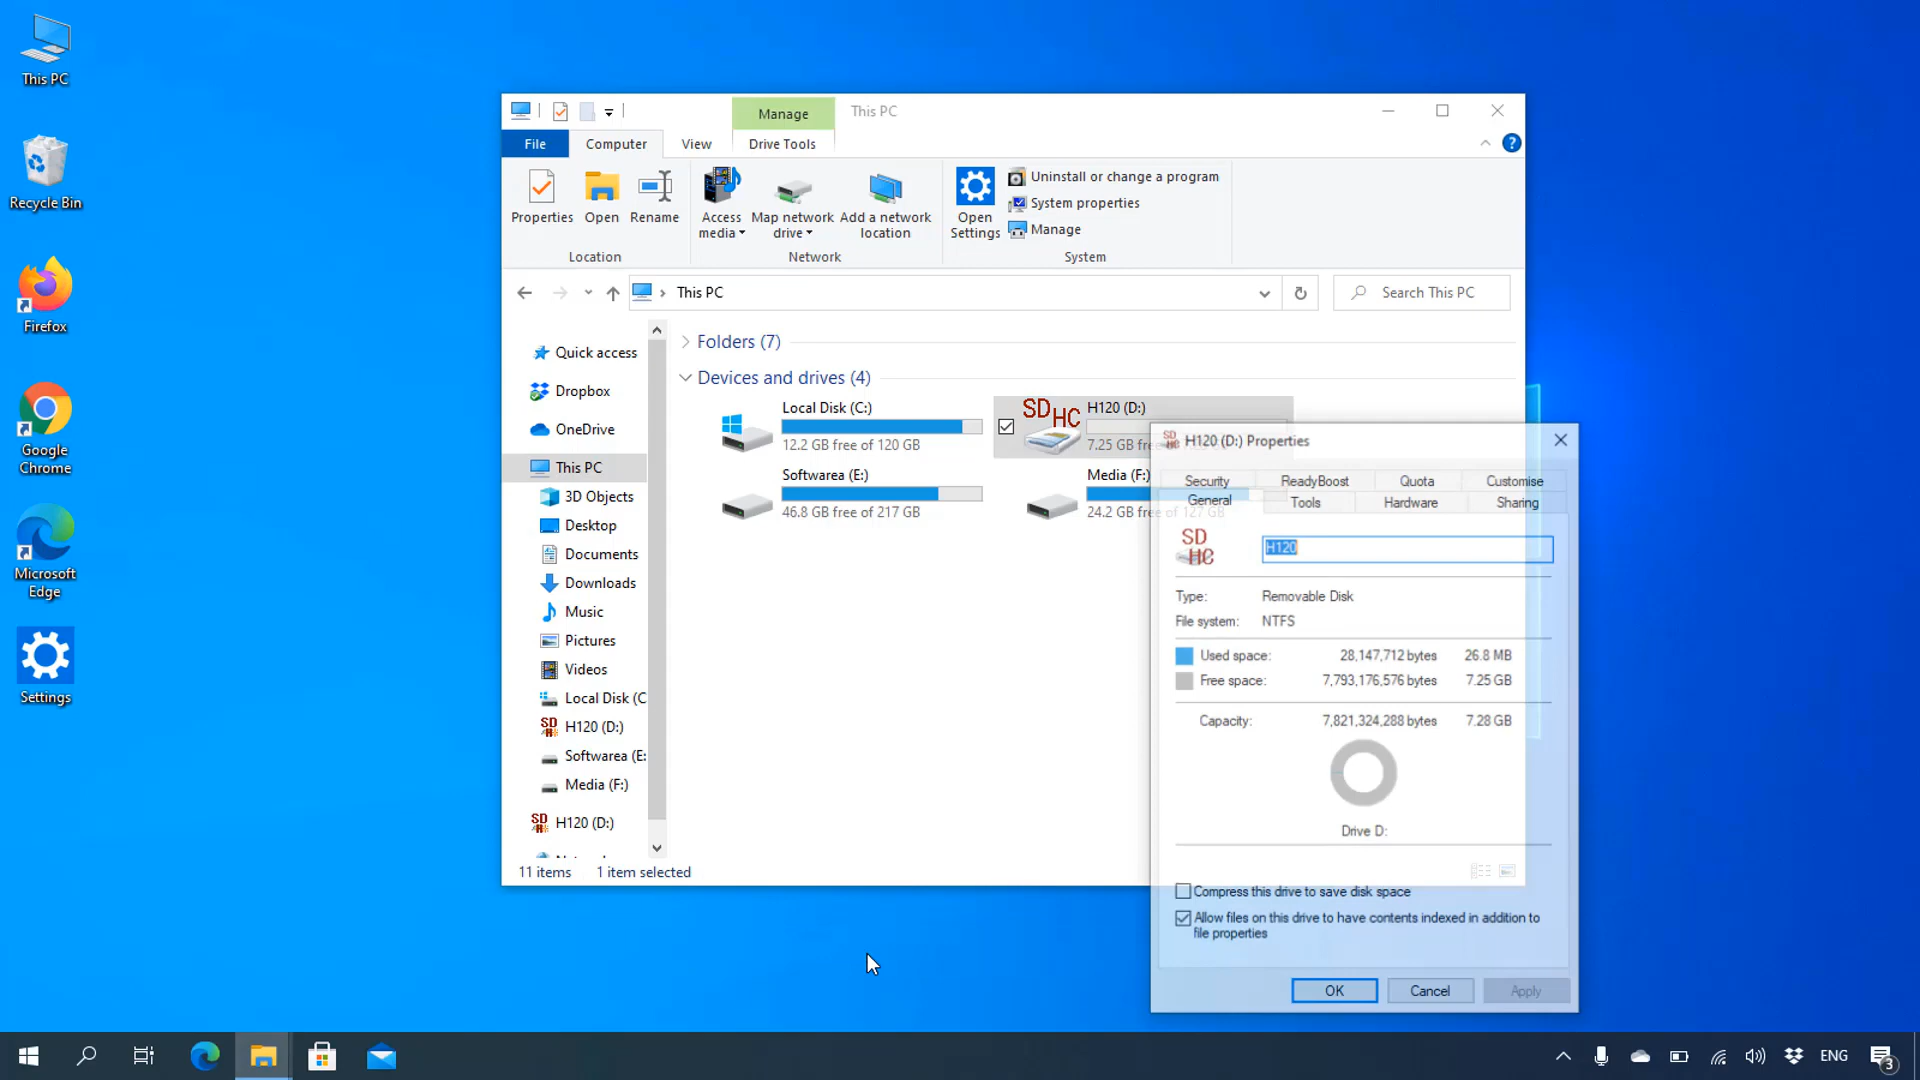 This PC
Recycle Bin
Firefox
Google
Chrome
Microsoft
Edge
Settings
Manage
This PC
File
Computer
View
Drive Tools
Properties
Open
Rename
Access
media
Map network
drive
Add a network
location
Open
Settings
Uninstall or change a program
System properties
Manage
Location
Network
System
This PC
Search This PC
Quick access
Dropbox
OneDrive
This PC
3D Objects
Desktop
Documents
Downloads
Music
Pictures
Videos
Local Disk (C
SD H120 (D:)
Softwarea (E:
Media (F:)
SD H120 (D:)
Folders (7)
Devices and drives (4)
Local Disk (C:)
12.2 GB free of 120 GB
SD HC
H120 (D:)
7.25 GB fre
Softwarea (E:)
46.8 GB free of 217 GB
Media (F:)
24.2 GB free of 127 GB
11 items
1 item selected
H120 (D:) Properties
Security
ReadyBoost
Quota
Customise
General
Tools
Hardware
Sharing
SD
HC
H120
Type: Removable Disk
File system: NTFS
Used space: 28,147,712 bytes 26.8 MB
Free space: 7,793,176,576 bytes 7.25 GB
Capacity: 7,821,324,288 bytes 7.28 GB
Drive D:
Compress this drive to save disk space
Allow files on this drive to have contents indexed in addition to
file properties
OK
Cancel
Apply
ENG
3